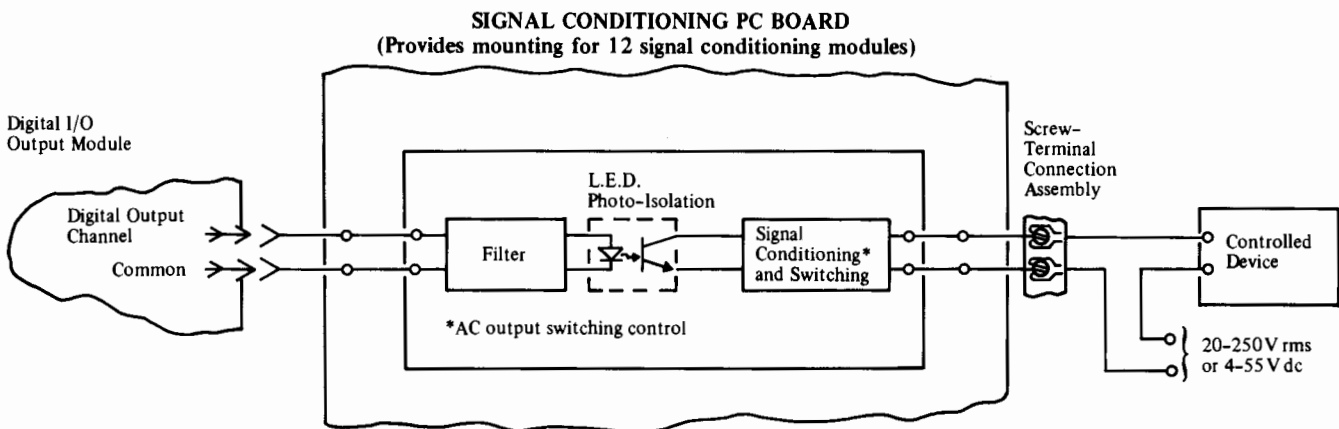 SIGNAL CONDITIONING PC BOARD
(Provides mounting for 12 signal conditioning modules)
Digital I/O
Output Module
Digital Output
Channel
Common
Filter
L.E.D.
Photo-Isolation
Signal
Conditioning*
and Switching
*AC output switching control
Screw-
Terminal
Connection
Assembly
Controlled
Device
20-250V rms
or 4-55V dc